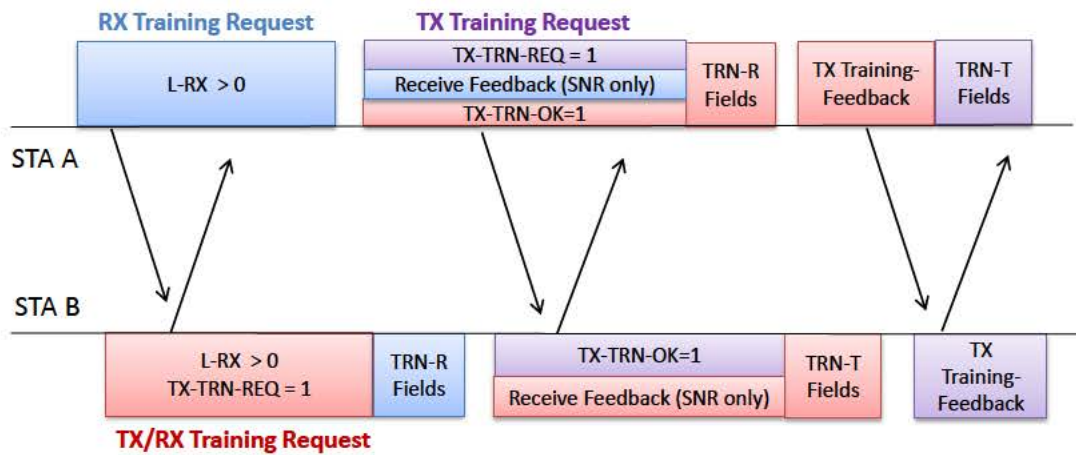 RX Training Request
TX Training Request
L-RX > 0
TX-TRN-REQ = 1
Receive Feedback (SNR only)
TX-TRN-OK=1
TRN-R
Fields
TX Training-
Feedback
TRN-T
Fields
STA A
STA B
L-RX > 0
TX-TRN-REQ = 1
TRN-R
Fields
TX-TRN-OK=1
Receive Feedback (SNR only)
TRN-T
Fields
TX
Training-
Feedback
TX/RX Training Request